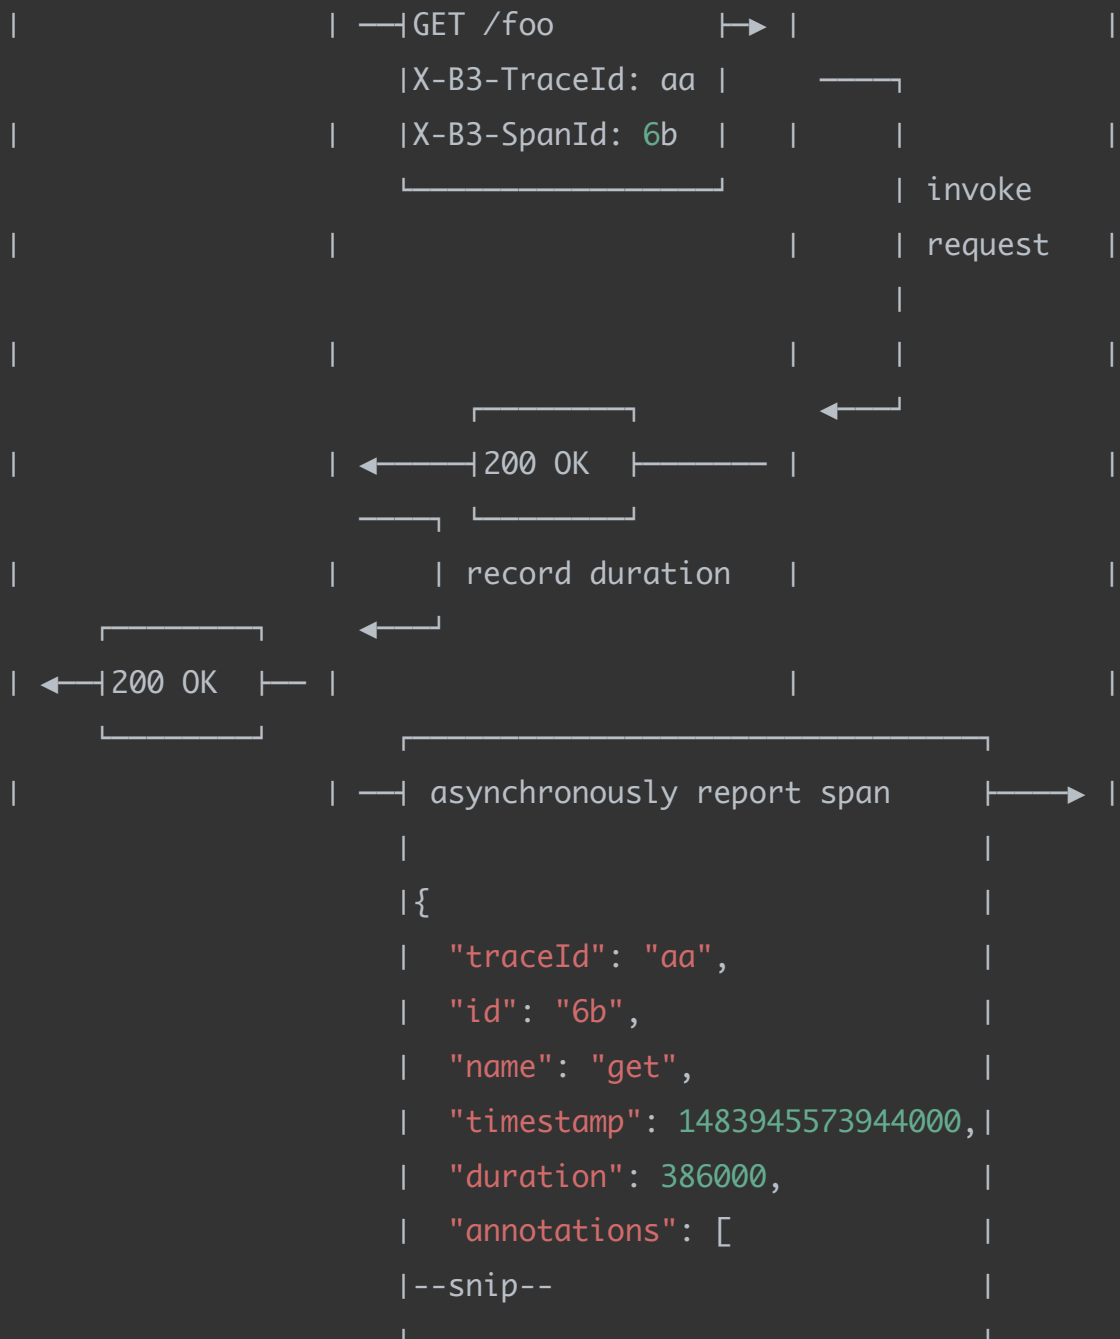 GET /foo
X-B3-TraceId: aa
X-B3-SpanId: 6b
invoke
request
200 OK
record duration
200 OK
asynchronously report span
{
"traceId": "aa",
"id": "6b",
"name": "get",
"timestamp": 1483945573944000,
"duration": 386000,
"annotations": [
--snip--